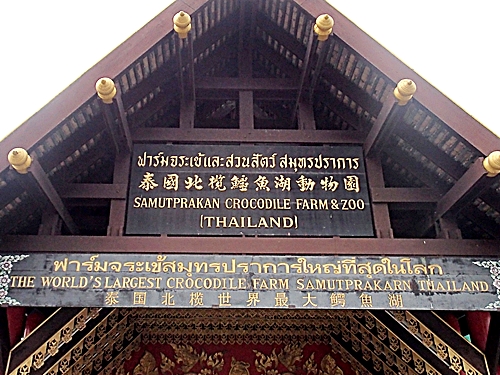 ฟาร์มจระเข้และสวนสัตว์ สมุทรปราการ
泰國北欖鱷魚湖動物園
SAMUTPRAKAN CROCODILE FARM & ZOO
(THAILAND)
ฟาร์มจระเข้สมุทรปราการใหญ่ที่สุดในโลก
THE WORLD'S LARGEST CROCODILE FARM SAMUTPRAKARN THAILAND
泰国北榄世界最大鳄魚湖